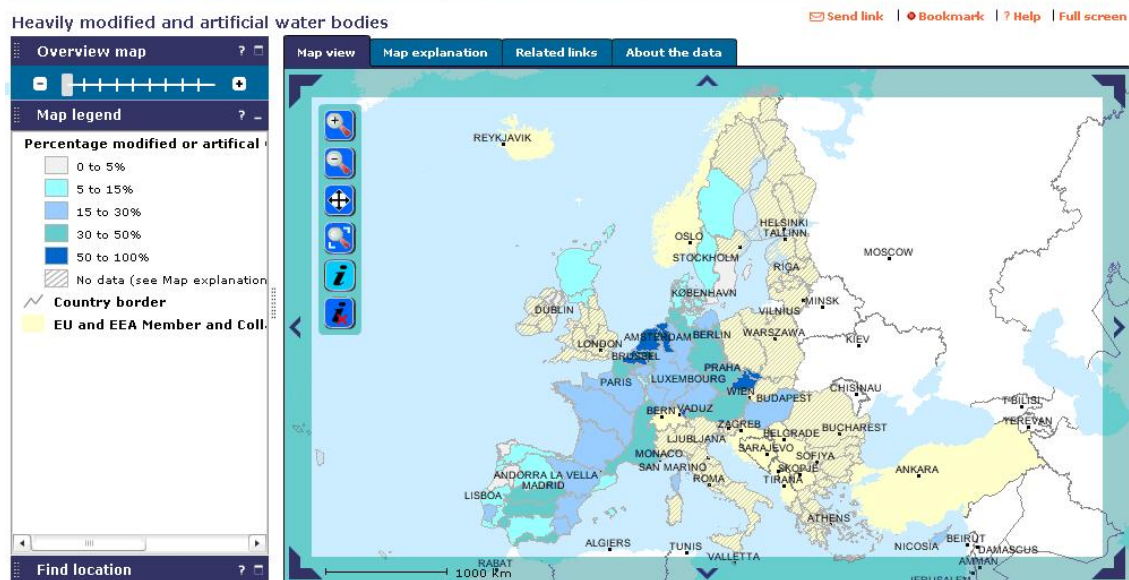 Heavily modified and artificial water bodies
Send link
Bookmark
? Help
Full screen
Overview map
?
Map legend
?
Percentage modified or artifical
0 to 5%
5 to 15%
15 to 30%
30 to 50%
50 to 100%
No data (see Map explanation
Country border
EU and EEA Member and Coll
Find location
?
Map view
Map explanation
Related links
About the data
REYKJAVIK
HELSINKI
TALLINN
OSLO
STOCKHOLM
MOSCOW
RIGA
KØBENHAVN
DUBLIN
VILNIUS
MINSK
AMSTERDAM
BERLIN
WARSZAWA
LONDON
KIEV
PRAHA
PARIS
LUXEMBOURG
WIEN
BUDAPEST
CHISINAU
BERN
VADUZ
T-BILISI
ZAGREB
LJUBLJANA
BELGRADE
BUCHAREST
YEREVAN
MONACO
SARAJEVO
SAN MARINO
SOFIYA
ANDORRA LA VELLA
SKOPJE
MADRID
ROMA
TIRANA
ANKARA
LISBOA
ATHENS
ALGIERS
TUNIS
NICOSIA
BEIRUT
VALLETTA
DAMASCUS
RABAT
AMMAN
1000 Km
JERUSALEM